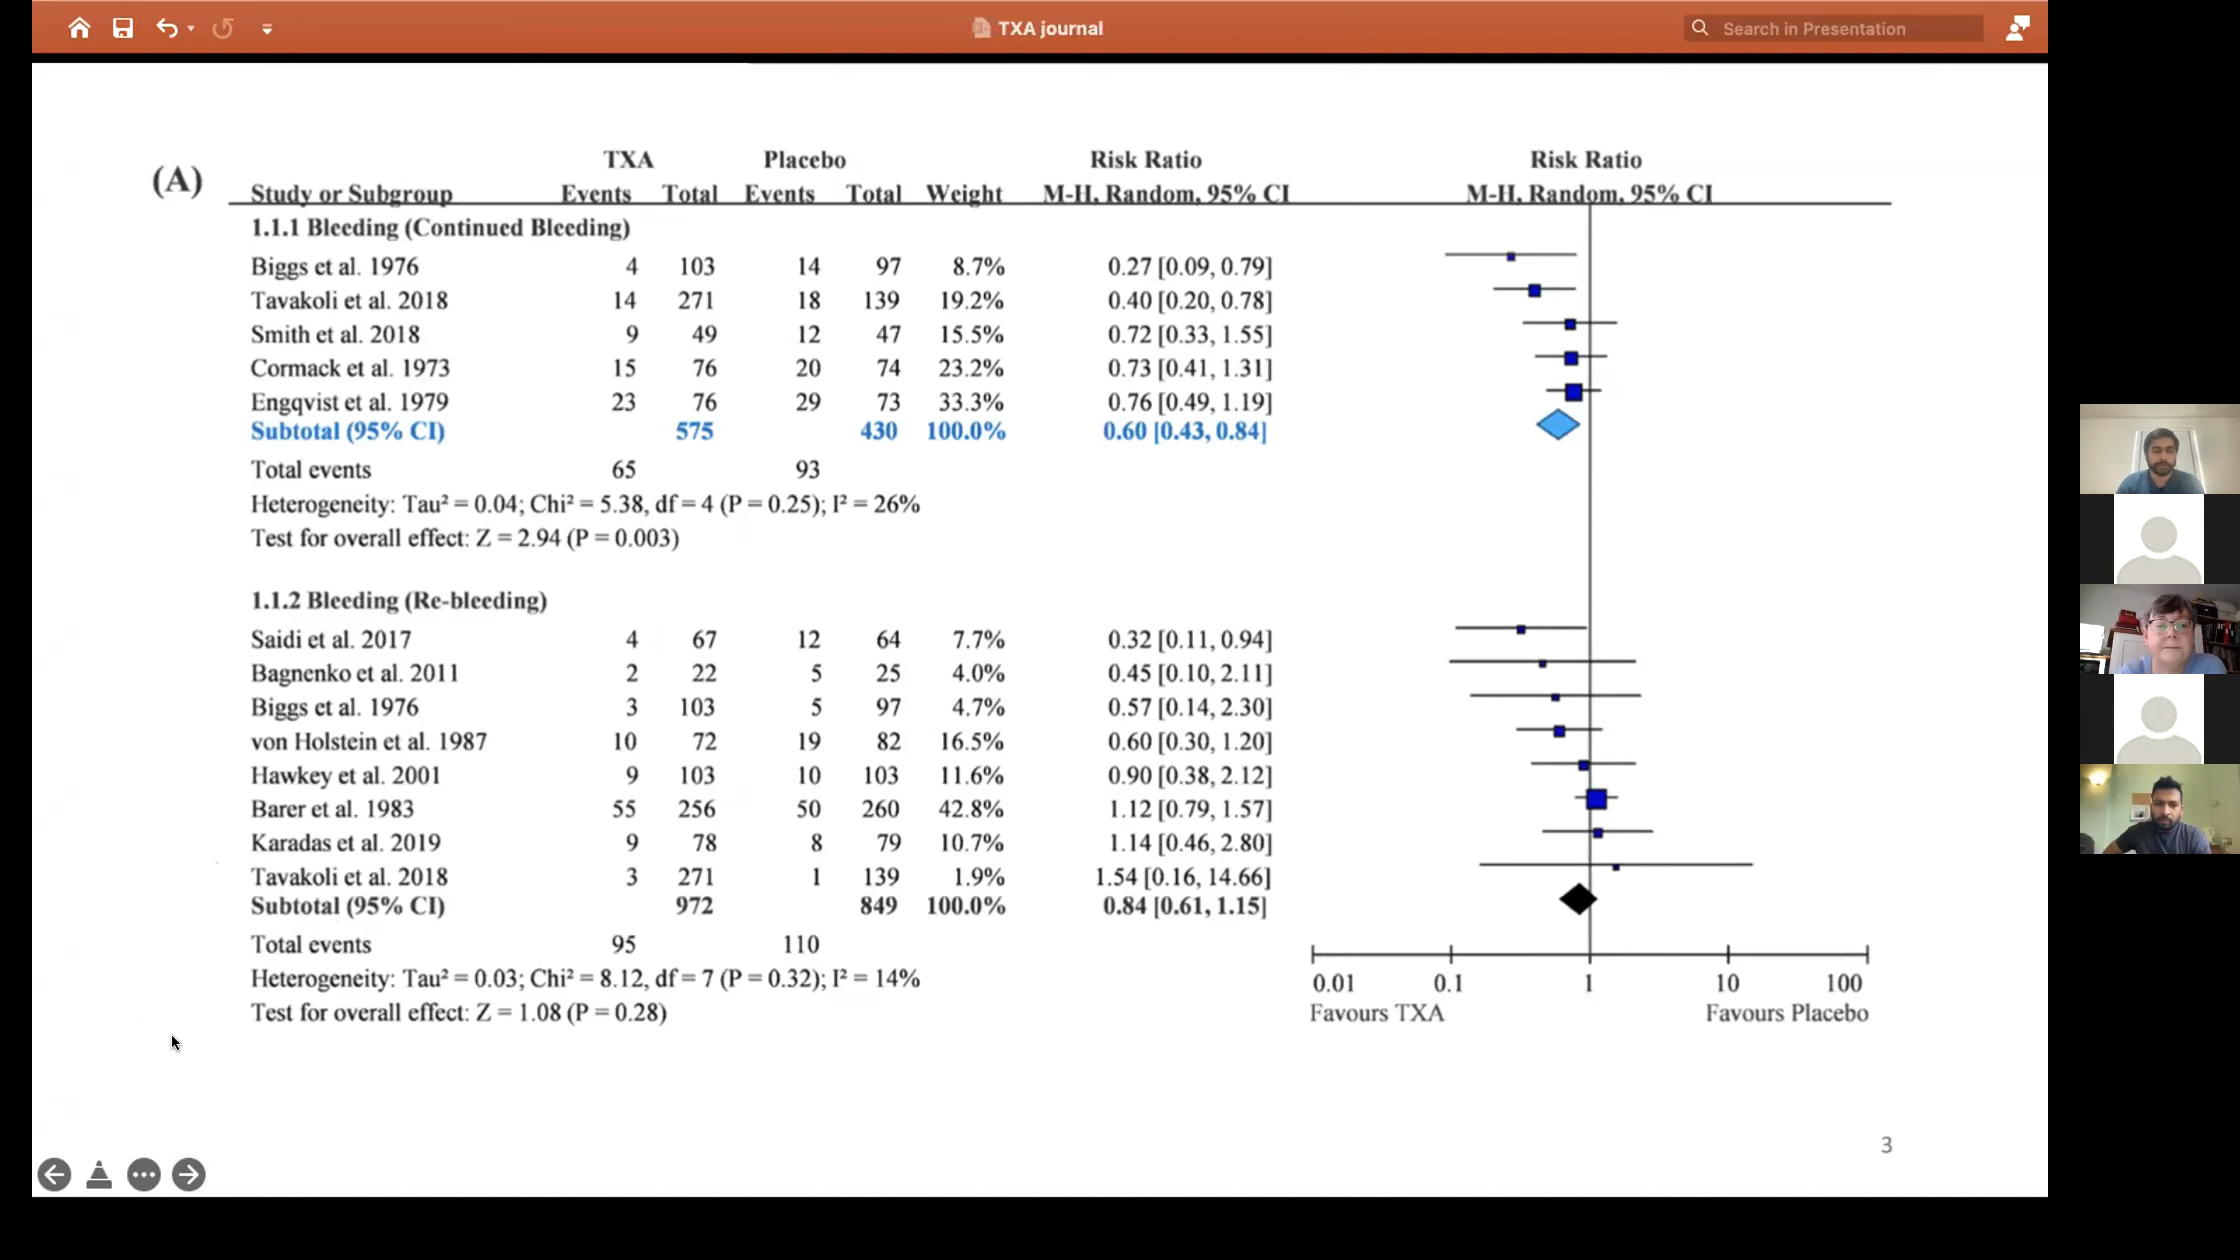 TXA journal
Search in Presentation
(A)
TXA Placebo Risk Ratio Risk Ratio
Study or Subgroup Events Total Events Total Weight M-H, Random, 95% CI M-H, Random, 95% CI
1.1.1 Bleeding (Continued Bleeding)
Biggs et al. 1976 4 103 14 97 8.7% 0.27 [0.09, 0.79]
Tavakoli et al. 2018 14 271 18 139 19.2% 0.40 [0.20, 0.78]
Smith et al. 2018 9 49 12 47 15.5% 0.72 [0.33, 1.55]
Cormack et al. 1973 15 76 20 74 23.2% 0.73 [0.41, 1.31]
Engqvist et al. 1979 23 76 29 73 33.3% 0.76 [0.49, 1.19]
Subtotal (95% CI) 575 430 100.0% 0.60 [0.43, 0.84]
Total events 65 93
Heterogeneity: Tau² = 0.04; Chi² = 5.38, df = 4 (P = 0.25); I² = 26%
Test for overall effect: Z = 2.94 (P = 0.003)
1.1.2 Bleeding (Re-bleeding)
Saidi et al. 2017 4 67 12 64 7.7% 0.32 [0.11, 0.94]
Bagnenko et al. 2011 2 22 5 25 4.0% 0.45 [0.10, 2.11]
Biggs et al. 1976 3 103 5 97 4.7% 0.57 [0.14, 2.30]
von Holstein et al. 1987 10 72 19 82 16.5% 0.60 [0.30, 1.20]
Hawkey et al. 2001 9 103 10 103 11.6% 0.90 [0.38, 2.12]
Barer et al. 1983 55 256 50 260 42.8% 1.12 [0.79, 1.57]
Karadas et al. 2019 9 78 8 79 10.7% 1.14 [0.46, 2.80]
Tavakoli et al. 2018 3 271 1 139 1.9% 1.54 [0.16, 14.66]
Subtotal (95% CI) 972 849 100.0% 0.84 [0.61, 1.15]
Total events 95 110
Heterogeneity: Tau² = 0.03; Chi² = 8.12, df = 7 (P = 0.32); I² = 14%
Test for overall effect: Z = 1.08 (P = 0.28)
0.01 0.1 1 10 100
Favours TXA Favours Placebo
3